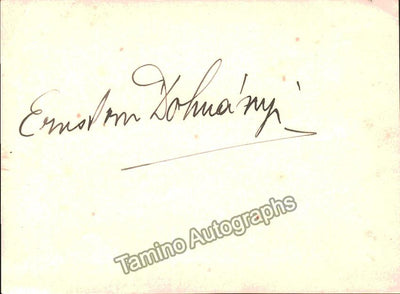 Ernst von Dohnányi
Tamino Autographs